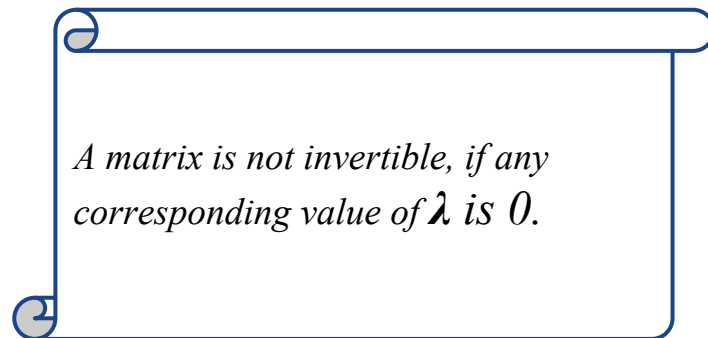 A matrix is not invertible, if any
corresponding value of λ is 0.